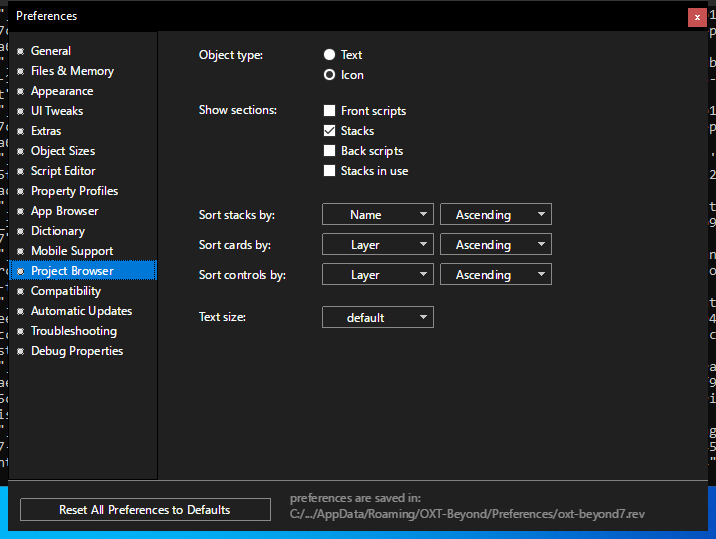 Preferences
General
Files & Memory
Appearance
UI Tweaks
Extras
Object Sizes
Script Editor
Property Profiles
App Browser
Dictionary
Mobile Support
Project Browser
Compatibility
Automatic Updates
Troubleshooting
Debug Properties
Object type:
Text
Icon
Show sections:
Front scripts
Stacks
Back scripts
Stacks in use
Sort stacks by: Name Ascending
Sort cards by: Layer Ascending
Sort controls by: Layer Ascending
Text size: default
Reset All Preferences to Defaults
preferences are saved in:
C:/.../AppData/Roaming/OXT-Beyond/Preferences/oxt-beyond7.rev